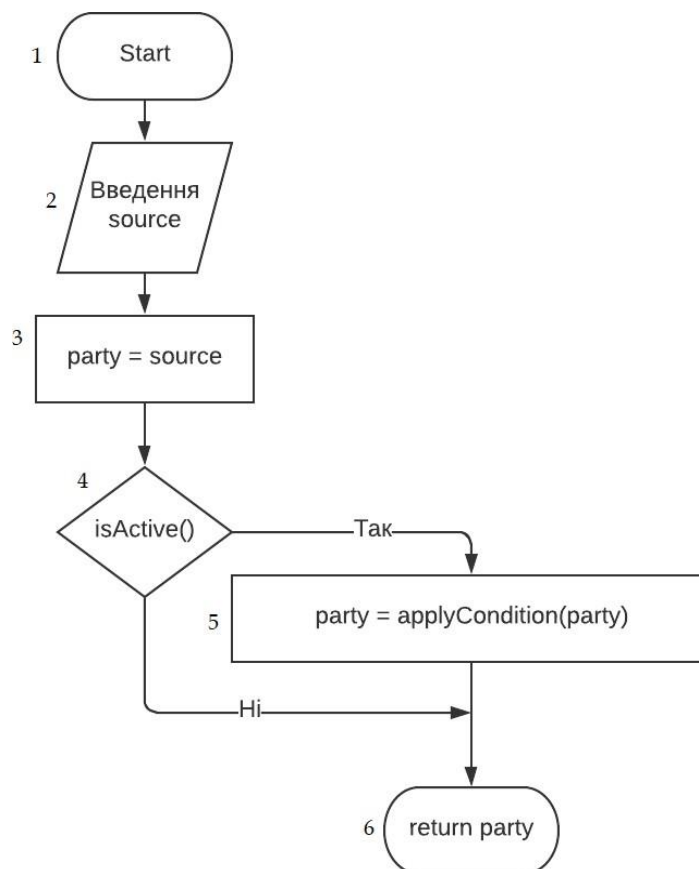 1
Start
2
Введення
source
3
party = source
4
isActive()
Так
5
party = applyCondition(party)
Ні
6
return party